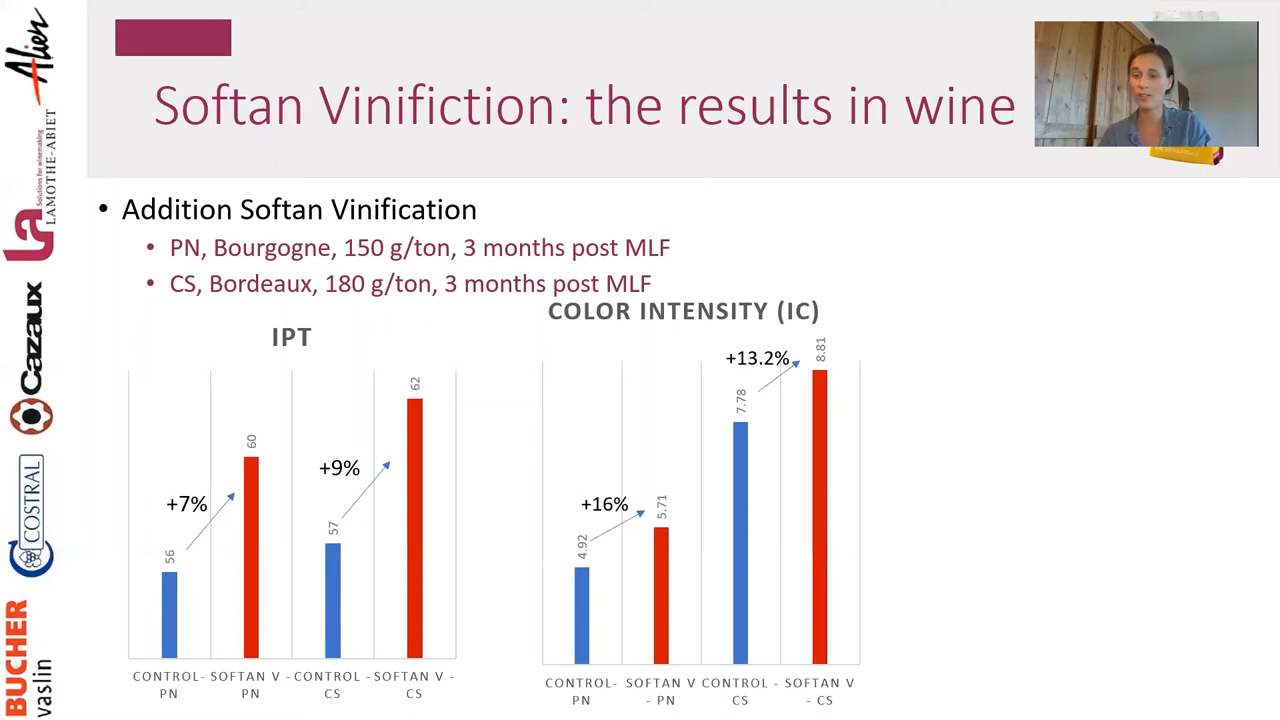 Softan Vinifiction: the results in wine
• Addition Softan Vinification
• PN, Bourgogne, 150 g/ton, 3 months post MLF
• CS, Bordeaux, 180 g/ton, 3 months post MLF
IPT
56
60
57
62
+7%
+9%
CONTROL- PN
SOFTAN V - PN
CONTROL - CS
SOFTAN V - CS
COLOR INTENSITY (IC)
4.92
5.71
7.78
8.81
+16%
+13.2%
CONTROL- PN
SOFTAN V - PN
CONTROL - CS
SOFTAN V - CS
Alien
La
Solutions for winemaking
LAMOTHE-ABIET
Cazaux
COSTRAL
BUCHER
vaslin